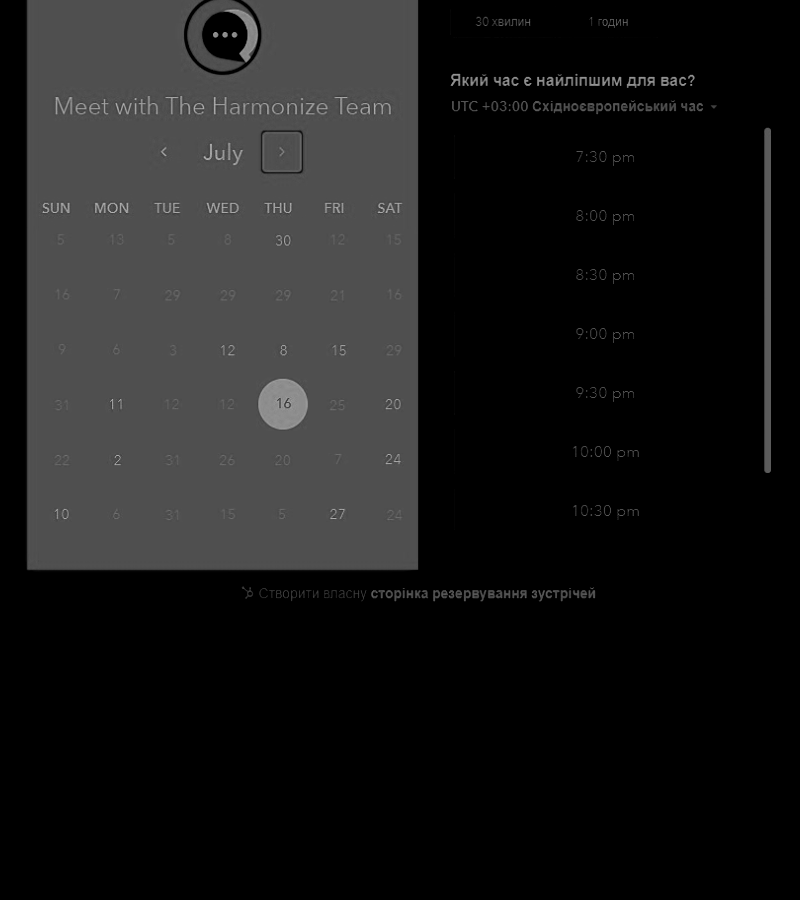 30 хвилин 1 годин
Meet with The Harmonize Team
July
SUN MON TUE WED THU FRI SAT
5 13 5 8 30 12 15
16 7 29 29 29 21 16
9 6 3 12 8 15 29
31 11 12 12 16 25 20
22 2 31 26 20 7 24
10 6 31 15 5 27 24
Який час є найліпшим для вас?
UTC +03:00 Східноєвропейський час
7:30 pm
8:00 pm
8:30 pm
9:00 pm
9:30 pm
10:00 pm
10:30 pm
Створити власну сторінка резервування зустрічей